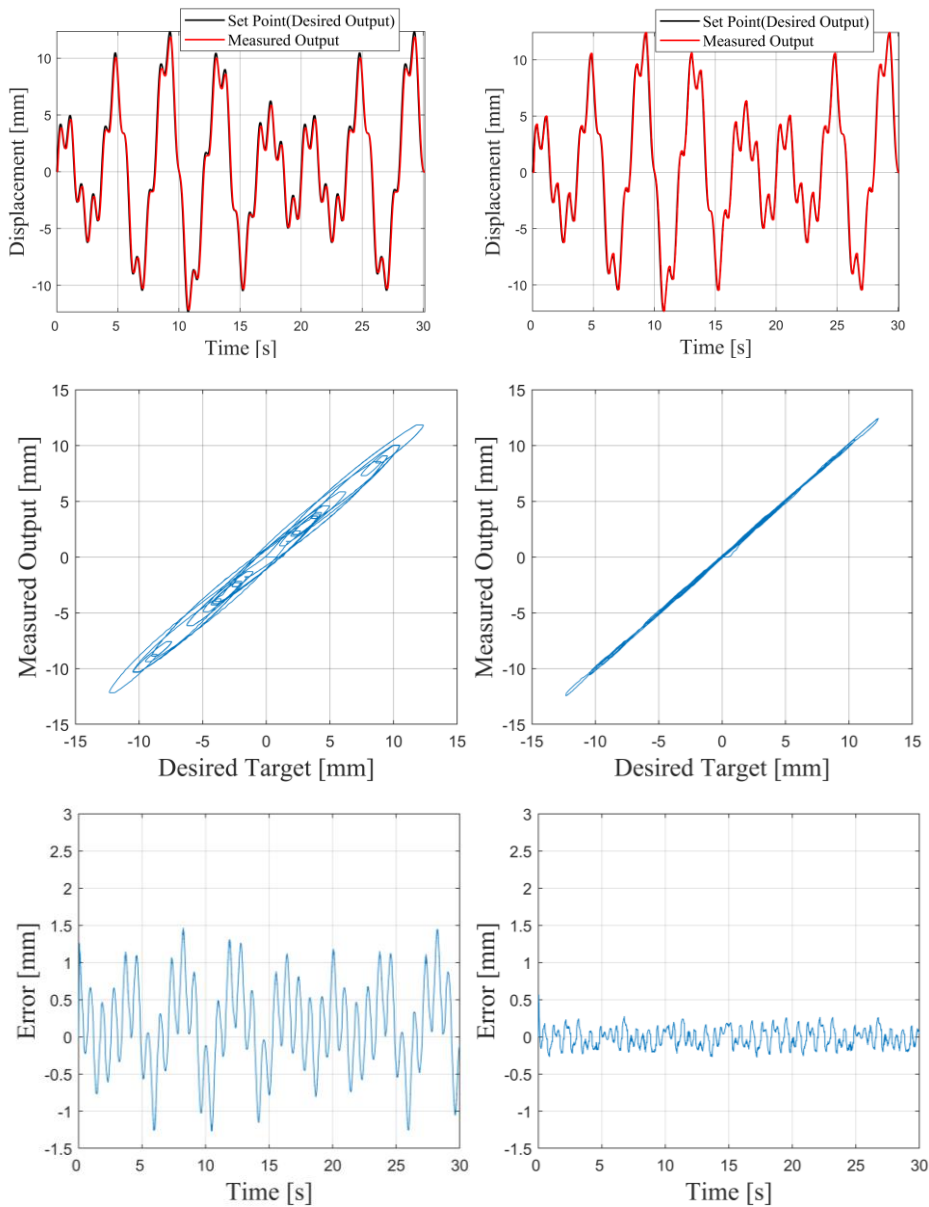 Set Point(Desired Output)
Measured Output
Displacement [mm]
10
5
0
-5
-10
0 5 10 15 20 25 30
Time [s]
Set Point(Desired Output)
Measured Output
Displacement [mm]
10
5
0
-5
-10
0 5 10 15 20 25 30
Time [s]
Measured Output [mm]
15
10
5
0
-5
-10
-15
-15 -10 -5 0 5 10 15
Desired Target [mm]
Measured Output [mm]
15
10
5
0
-5
-10
-15
-15 -10 -5 0 5 10 15
Desired Target [mm]
Error [mm]
3
2.5
2
1.5
1
0.5
0
-0.5
-1
-1.5
0 5 10 15 20 25 30
Time [s]
Error [mm]
3
2.5
2
1.5
1
0.5
0
-0.5
-1
-1.5
0 5 10 15 20 25 30
Time [s]